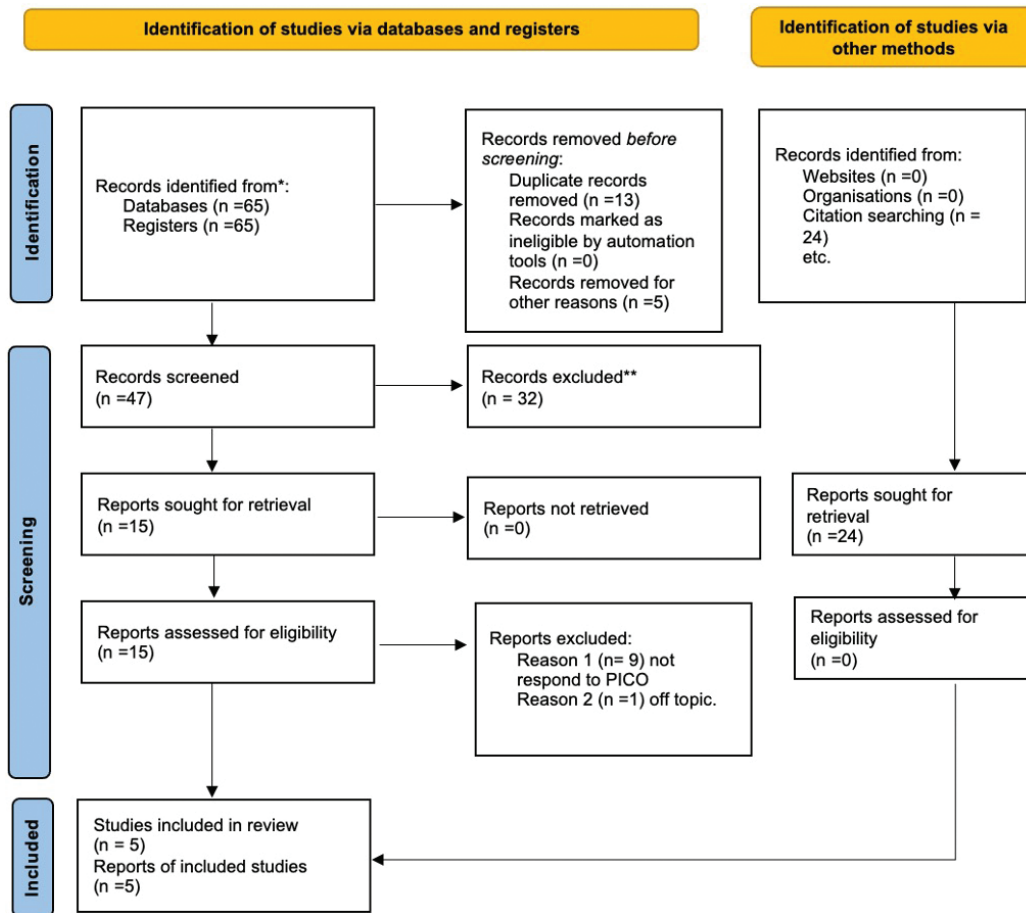 Identification of studies via databases and registers
Identification of studies via
other methods
Identification
Records identified from*:
Databases (n =65)
Registers (n =65)
Records removed before
screening:
Duplicate records
removed (n =13)
Records marked as
ineligible by automation
tools (n =0)
Records removed for
other reasons (n =5)
Records identified from:
Websites (n =0)
Organisations (n =0)
Citation searching (n =
24)
etc.
Screening
Records screened
(n =47)
Records excluded**
(n = 32)
Reports sought for retrieval
(n =15)
Reports not retrieved
(n =0)
Reports sought for
retrieval
(n =24)
Reports assessed for eligibility
(n =15)
Reports excluded:
Reason 1 (n= 9) not
respond to PICO
Reason 2 (n =1) off topic.
Reports assessed for
eligibility
(n =0)
Included
Studies included in review
(n = 5)
Reports of included studies
(n =5)